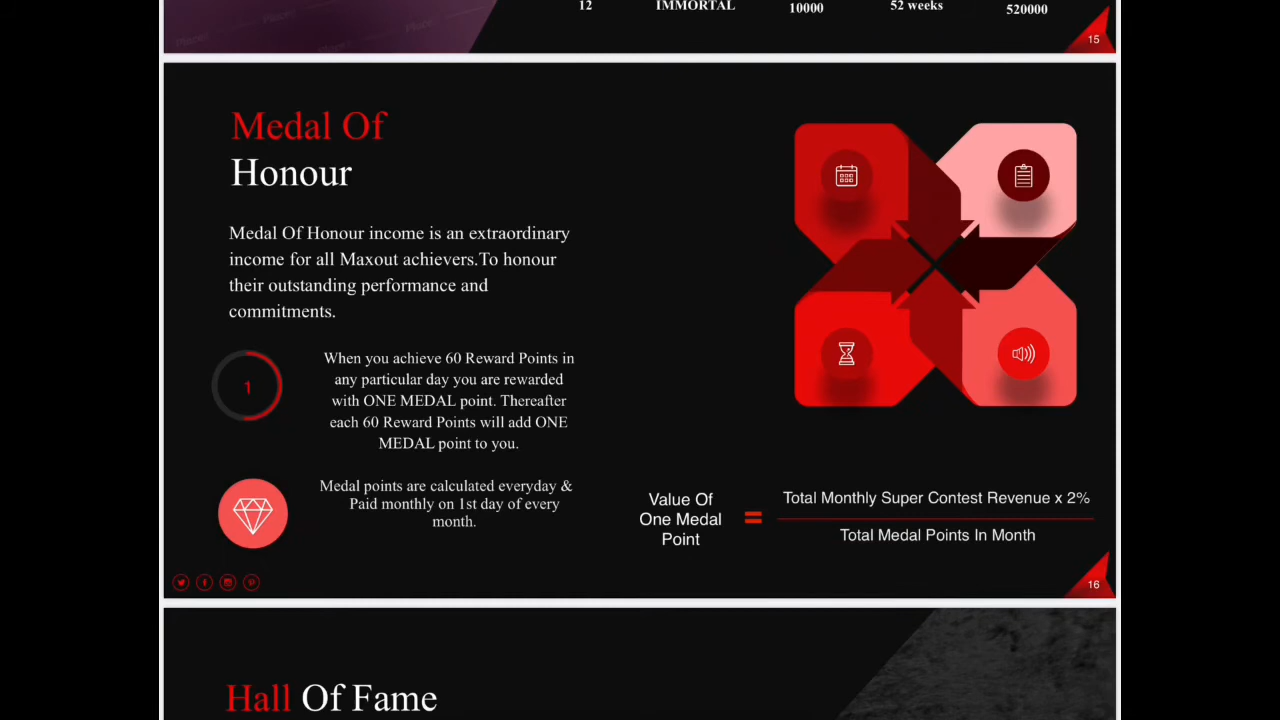 12 IMMORTAL 10000 52 weeks 520000
15
Medal Of
Honour
Medal Of Honour income is an extraordinary
income for all Maxout achievers.To honour
their outstanding performance and
commitments.
1
When you achieve 60 Reward Points in
any particular day you are rewarded
with ONE MEDAL point. Thereafter
each 60 Reward Points will add ONE
MEDAL point to you.
Medal points are calculated everyday &
Paid monthly on 1st day of every
month.
Value Of
One Medal
Point
=
Total Monthly Super Contest Revenue x 2%
Total Medal Points In Month
16
Hall Of Fame